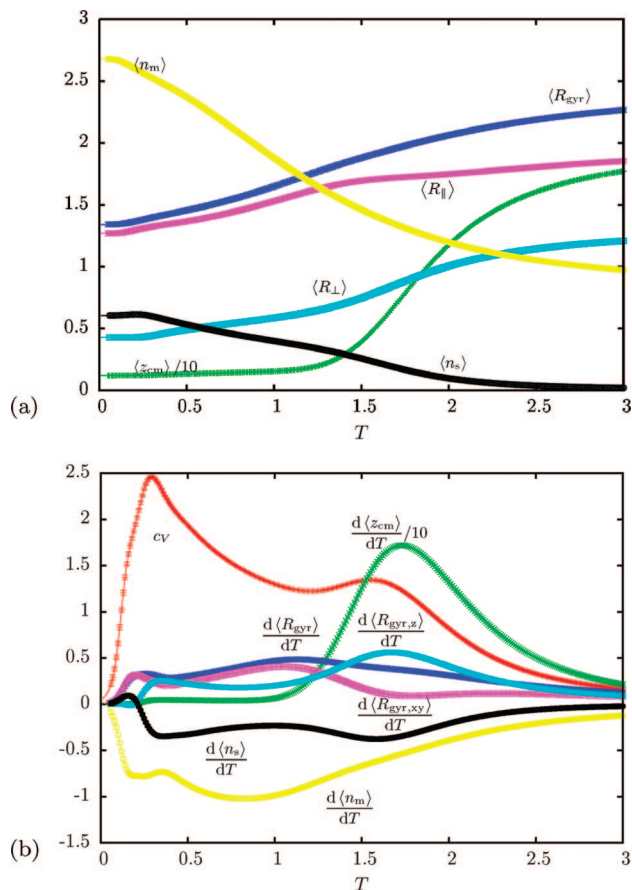 3
2.5
2
1.5
1
0.5
0
⟨n_m⟩
⟨R_gyr⟩
⟨R_∥⟩
⟨R_⊥⟩
⟨z_cm⟩/10
⟨n_s⟩
0 0.5 1 1.5 2 2.5 3
(a)
T
2.5
2
1.5
1
0.5
0
-0.5
-1
-1.5
c_V
d⟨z_cm⟩/dT /10
d⟨R_gyr⟩/dT
d⟨R_gyr,z⟩/dT
d⟨R_gyr,xy⟩/dT
d⟨n_s⟩/dT
d⟨n_m⟩/dT
0 0.5 1 1.5 2 2.5 3
(b)
T